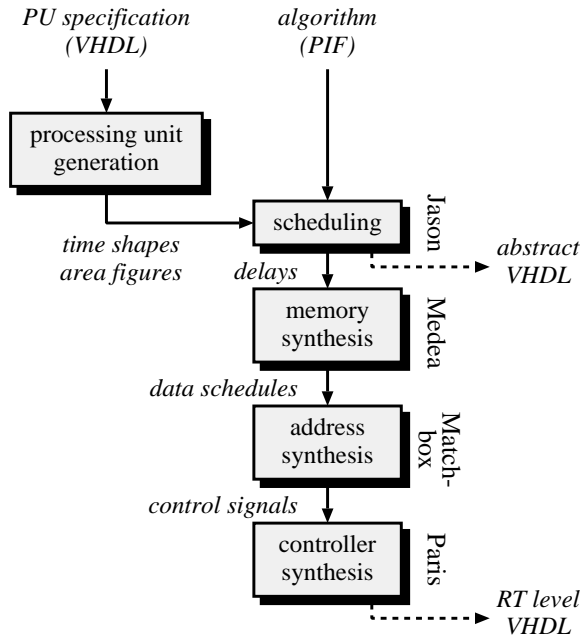 PU specification
(VHDL)
algorithm
(PIF)
processing unit
generation
scheduling
Jason
time shapes
area figures
delays
abstract
VHDL
memory
synthesis
Medea
data schedules
address
synthesis
Match-
box
control signals
controller
synthesis
Paris
RT level
VHDL